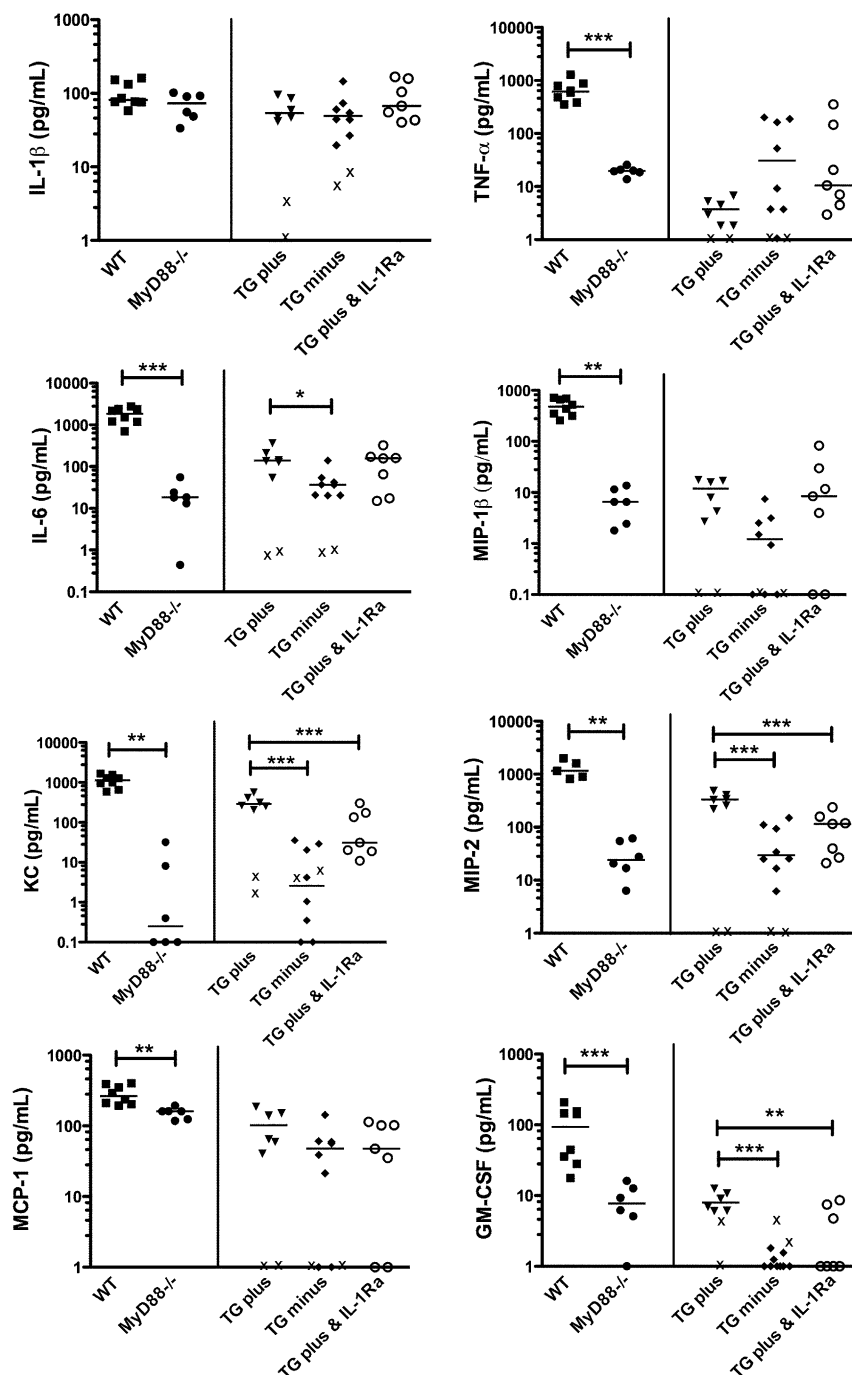 IL-1β (pg/mL)
1000
100
10
1
x
x
x
x
WT
MyD88-/-
TG plus
TG minus
TG plus & IL-1Ra
TNF-α (pg/mL)
1000
100
10
1
***
x x
x x
WT
MyD88-/-
TG plus
TG minus
TG plus & IL-1Ra
IL-6 (pg/mL)
10000
1000
100
10
1
0.1
***
*
x x
x x
WT
MyD88-/-
TG plus
TG minus
TG plus & IL-1Ra
MIP-1β (pg/mL)
1000
100
10
1
0.1
**
x x
x x
WT
MyD88-/-
TG plus
TG minus
TG plus & IL-1Ra
KC (pg/mL)
10000
1000
100
10
1
0.1
**
***
***
x
x
x x
WT
MyD88-/-
TG plus
TG minus
TG plus & IL-1Ra
MIP-2 (pg/mL)
10000
1000
100
10
1
**
***
***
x x
x x
WT
MyD88-/-
TG plus
TG minus
TG plus & IL-1Ra
MCP-1 (pg/mL)
1000
100
10
1
**
x x
x x
WT
MyD88-/-
TG plus
TG minus
TG plus & IL-1Ra
GM-CSF (pg/mL)
1000
100
10
1
***
**
***
x
x
x
x
WT
MyD88-/-
TG plus
TG minus
TG plus & IL-1Ra